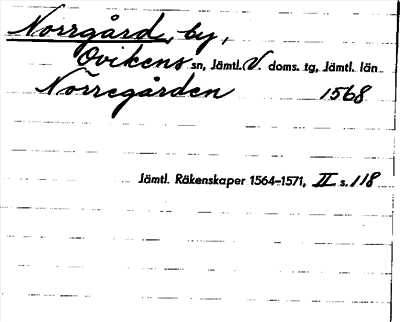 Norrgård, by,
Ovikens sn, Jämtl. V. doms. tg, Jämtl. län
Norregården 1568
Jämtl. Räkenskaper 1564-1571, II s. 118